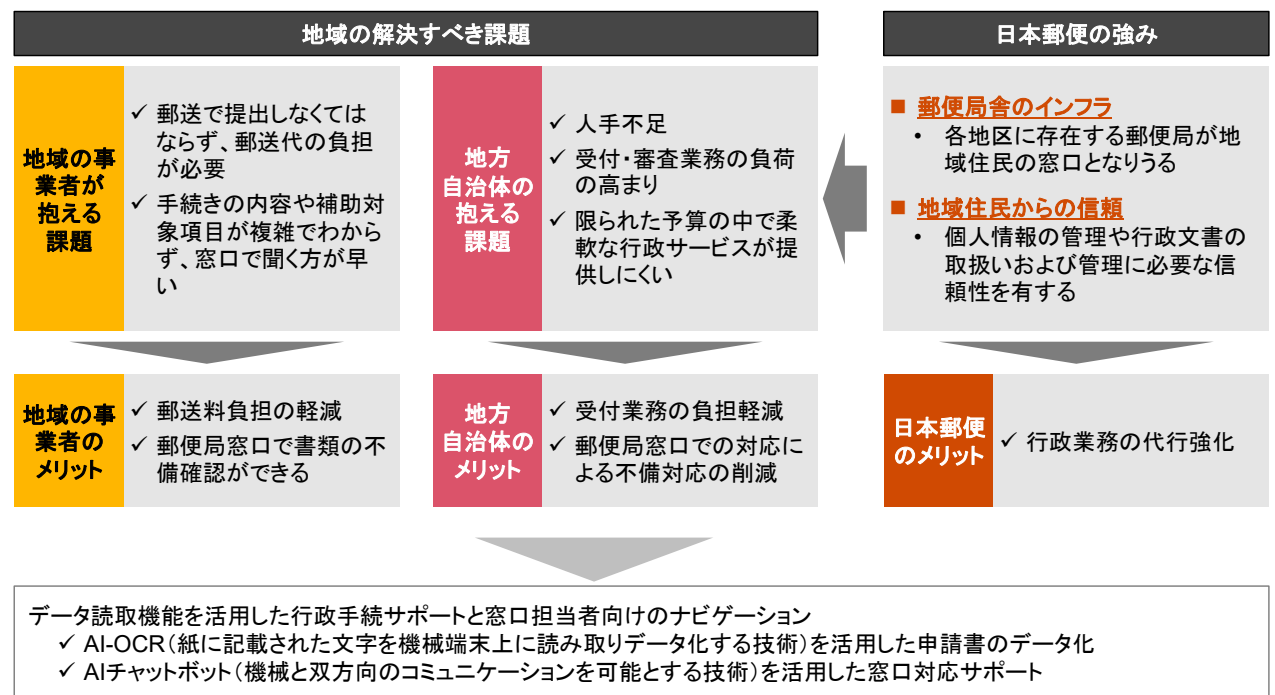 地域の解決すべき課題
日本郵便の強み
地域の事
業者が
抱える
課題
✓ 郵送で提出しなくては
ならず、郵送代の負担
が必要
✓ 手続きの内容や補助対
象項目が複雑でわから
ず、窓口で聞く方が早
い
地方
自治体の
抱える
課題
✓ 人手不足
✓ 受付・審査業務の負荷
の高まり
✓ 限られた予算の中で柔
軟な行政サービスが提
供しにくい
■ 郵便局舎のインフラ
• 各地区に存在する郵便局が地
域住民の窓口となりうる
■ 地域住民からの信頼
• 個人情報の管理や行政文書の
取扱いおよび管理に必要な信
頼性を有する
地域の事
業者の
メリット
✓ 郵送料負担の軽減
✓ 郵便局窓口で書類の不
備確認ができる
地方
自治体の
メリット
✓ 受付業務の負担軽減
✓ 郵便局窓口での対応に
よる不備対応の削減
日本郵便
のメリット
✓ 行政業務の代行強化
データ読取機能を活用した行政手続サポートと窓口担当者向けのナビゲーション
✓ AI-OCR（紙に記載された文字を機械端末上に読み取りデータ化する技術）を活用した申請書のデータ化
✓ AIチャットボット（機械と双方向のコミュニケーションを可能とする技術）を活用した窓口対応サポート